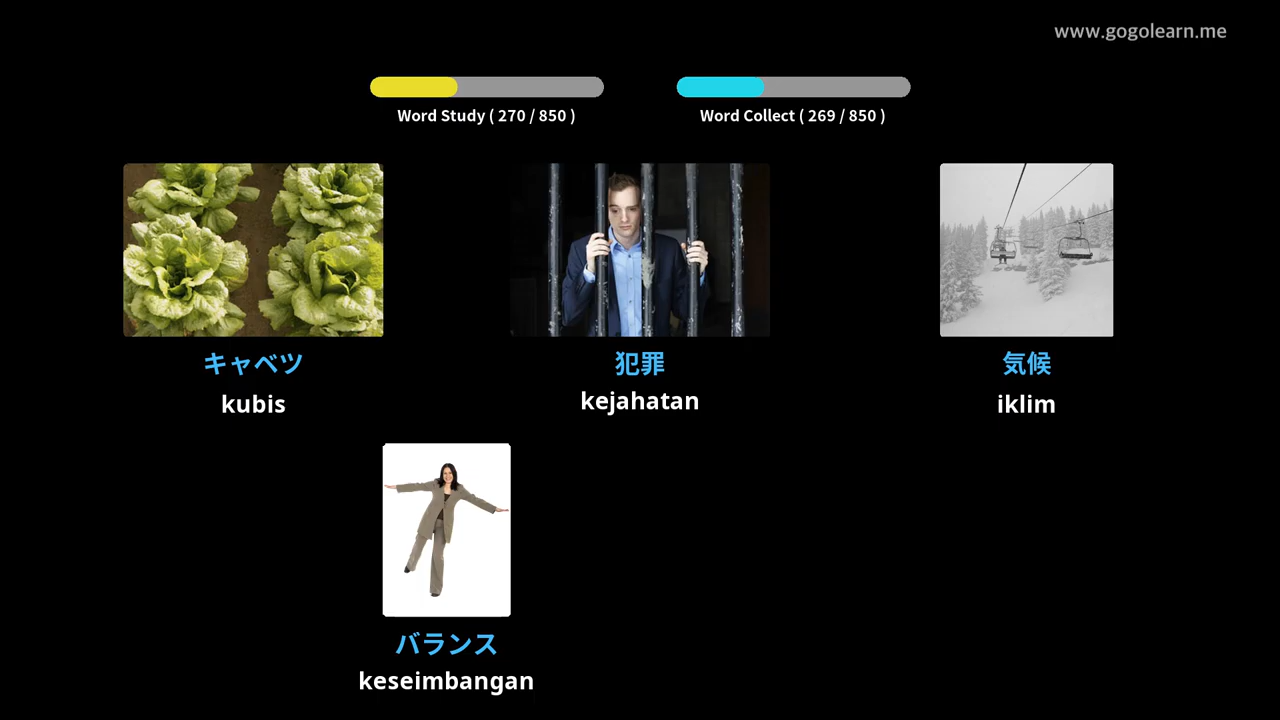 www.gogolearn.me
Word Study ( 270 / 850 )
Word Collect ( 269 / 850 )
キャベツ
kubis
犯罪
kejahatan
気候
iklim
バランス
keseimbangan